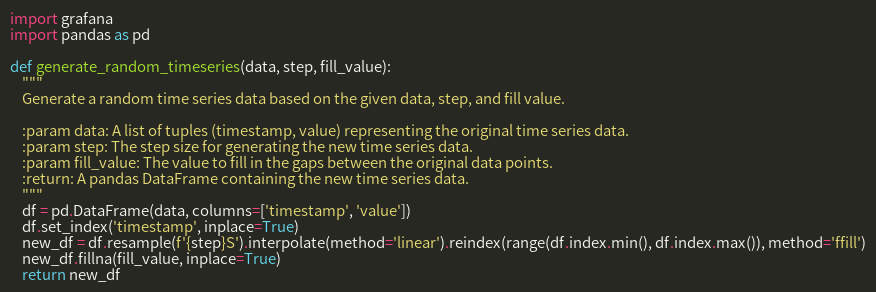 import grafana
import pandas as pd

def generate_random_timeseries(data, step, fill_value):
    """
    Generate a random time series data based on the given data, step, and fill value.

    :param data: A list of tuples (timestamp, value) representing the original time series data.
    :param step: The step size for generating the new time series data.
    :param fill_value: The value to fill in the gaps between the original data points.
    :return: A pandas DataFrame containing the new time series data.
    """
    df = pd.DataFrame(data, columns=['timestamp', 'value'])
    df.set_index('timestamp', inplace=True)
    new_df = df.resample(f'{step}S').interpolate(method='linear').reindex(range(df.index.min(), df.index.max()), method='ffill')
    new_df.fillna(fill_value, inplace=True)
    return new_df